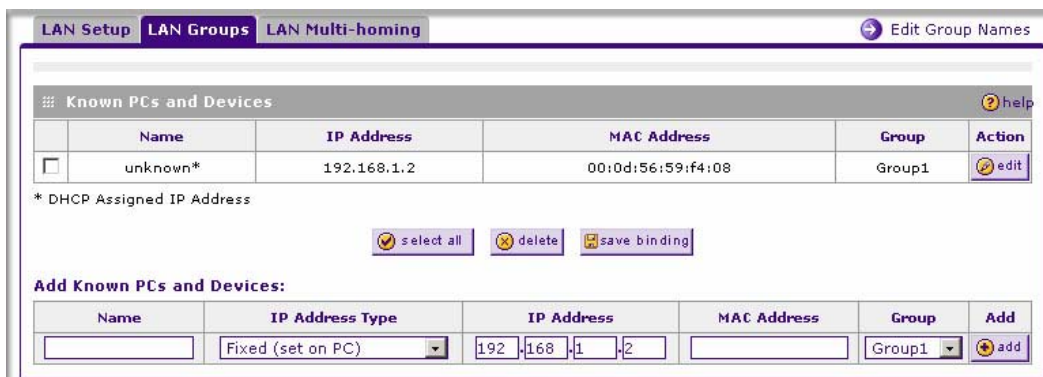 LAN Setup LAN Groups LAN Multi-homing Edit Group Names
Known PCs and Devices help
Name IP Address MAC Address Group Action
unknown* 192.168.1.2 00:0d:56:59:f4:08 Group1 edit
* DHCP Assigned IP Address
select all delete save binding
Add Known PCs and Devices:
Name IP Address Type IP Address MAC Address Group Add
Fixed (set on PC) 192 .168 .1 .2 Group1 add